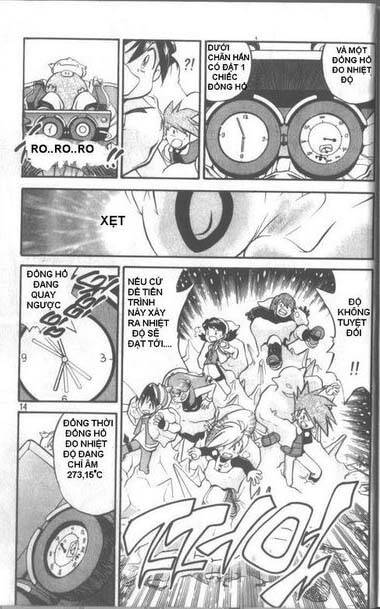 RO..RO..RO
?!
DƯỚI
CHÂN HẮN
CÓ ĐẶT 1
CHIẾC
ĐỒNG HỒ
VÀ MỘT
ĐỒNG HỒ
ĐO NHIỆT
ĐỘ
XẸT
ĐỒNG HỒ
ĐANG
QUAY
NGƯỢC
3
14
ĐỒNG THỜI
ĐỒNG HỒ
ĐO NHIỆT
ĐỘ ĐANG
CHỈ ÂM
273,15°C
NẾU CỨ
ĐỂ TIẾN
TRÌNH
NÀY XẢY
RA NHIỆT
ĐỘ SẼ
ĐẠT TỚI....
ĐỘ
KHÔNG
TUYỆT
ĐỐI
!!